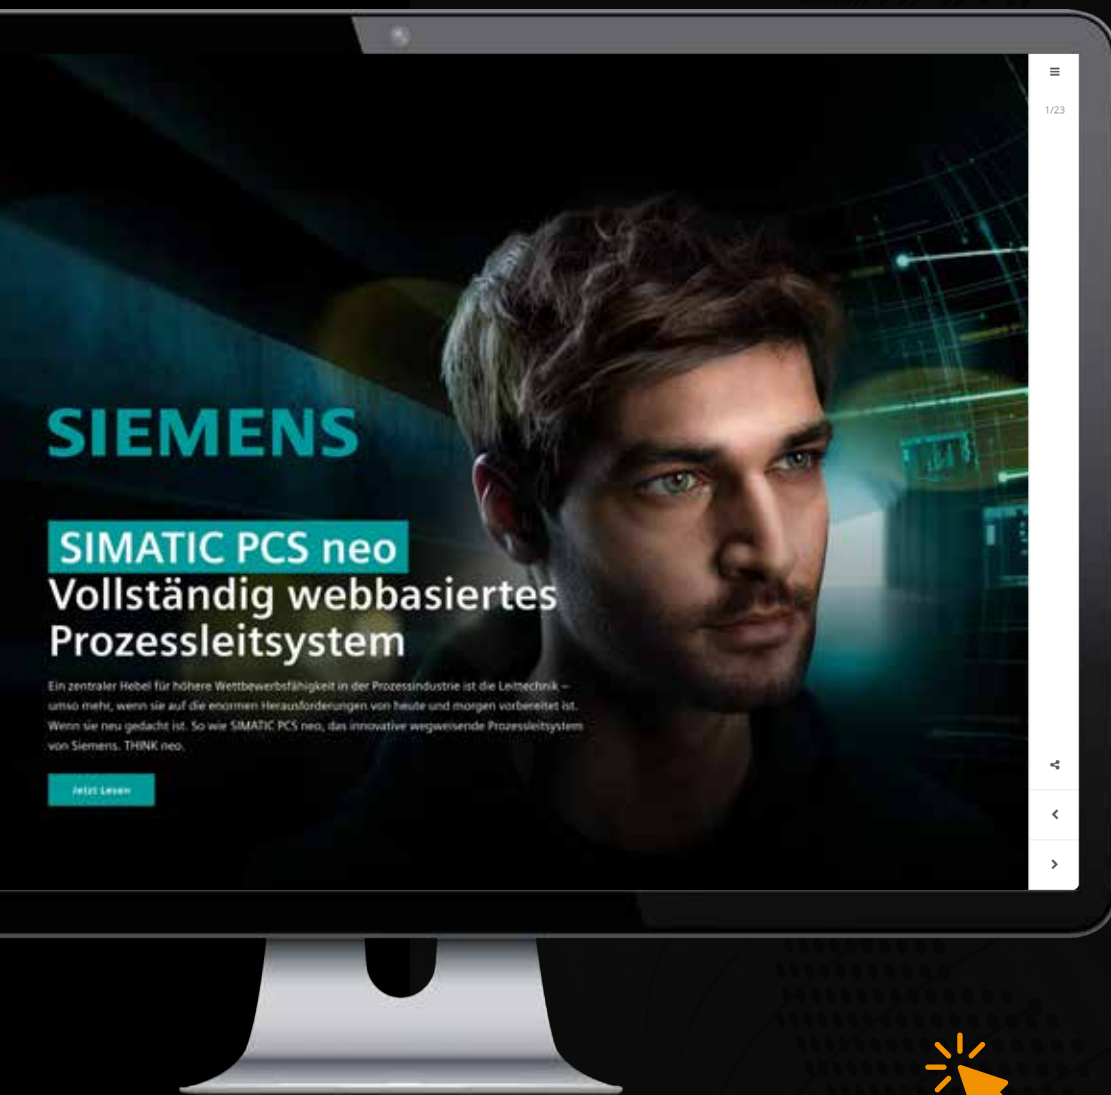 1/23
SIEMENS
SIMATIC PCS neo
Vollständig webbasiertes
Prozessleitsystem
Ein zentraler Hebel für höhere Wettbewerbsfähigkeit in der Prozessindustrie ist die Leittechnik –
umso mehr, wenn sie auf die enormen Herausforderungen von heute und morgen vorbereitet ist.
Wenn sie neu gedacht ist. So wie SIMATIC PCS neo, das innovative wegweisende Prozessleitsystem
von Siemens. THINK neo.
Jetzt Lesen